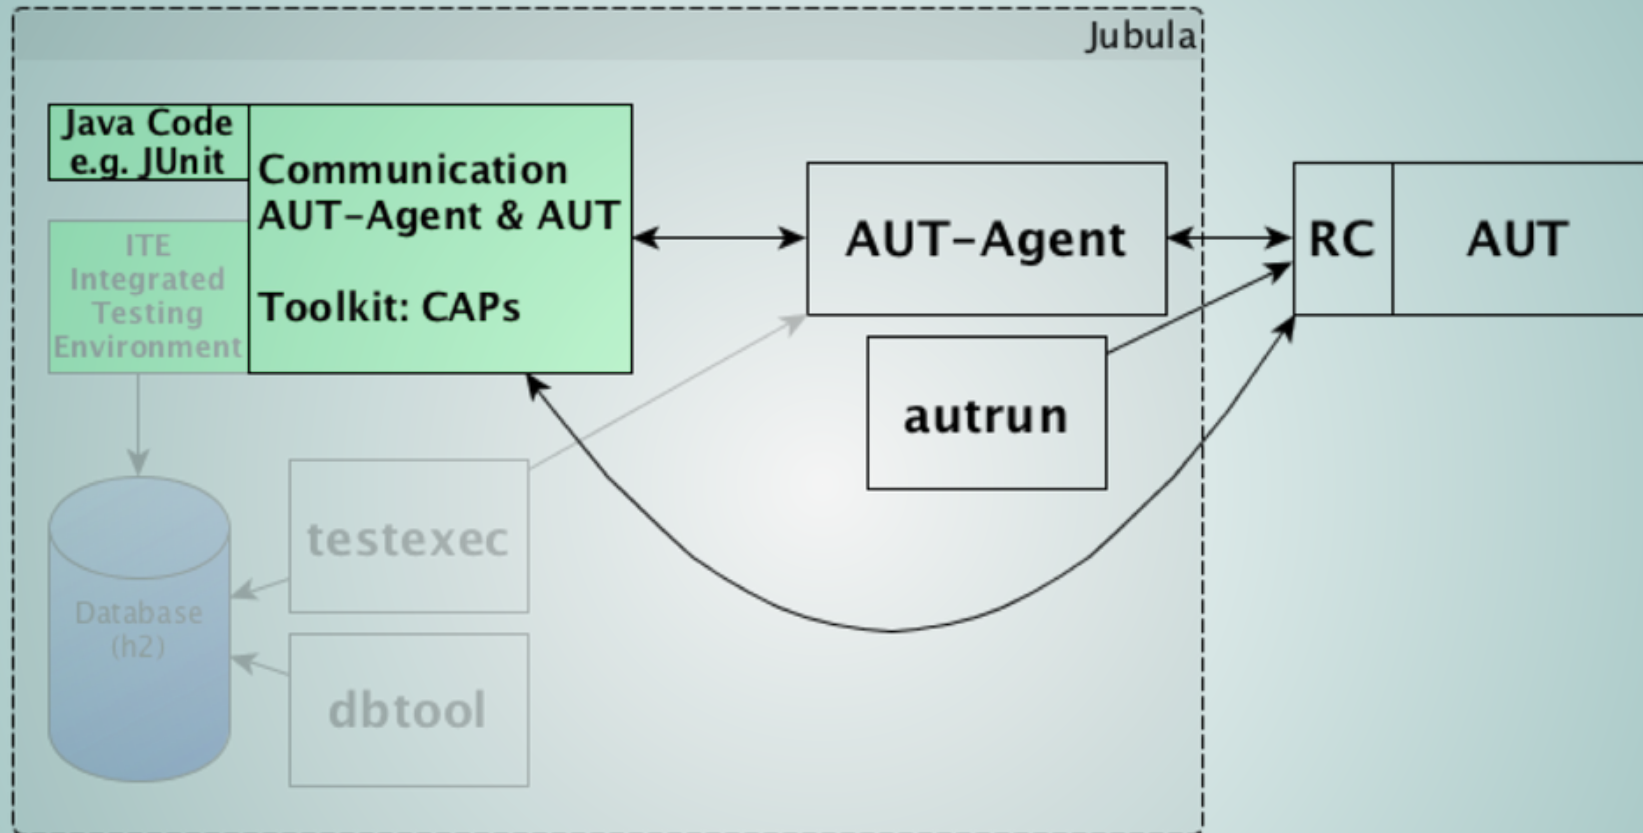 Jubula
Java Code
e.g. JUnit
Communication
AUT-Agent & AUT
Toolkit: CAPs
ITE
Integrated
Testing
Environment
AUT-Agent
RC
AUT
autrun
testexec
Database
(h2)
dbtool